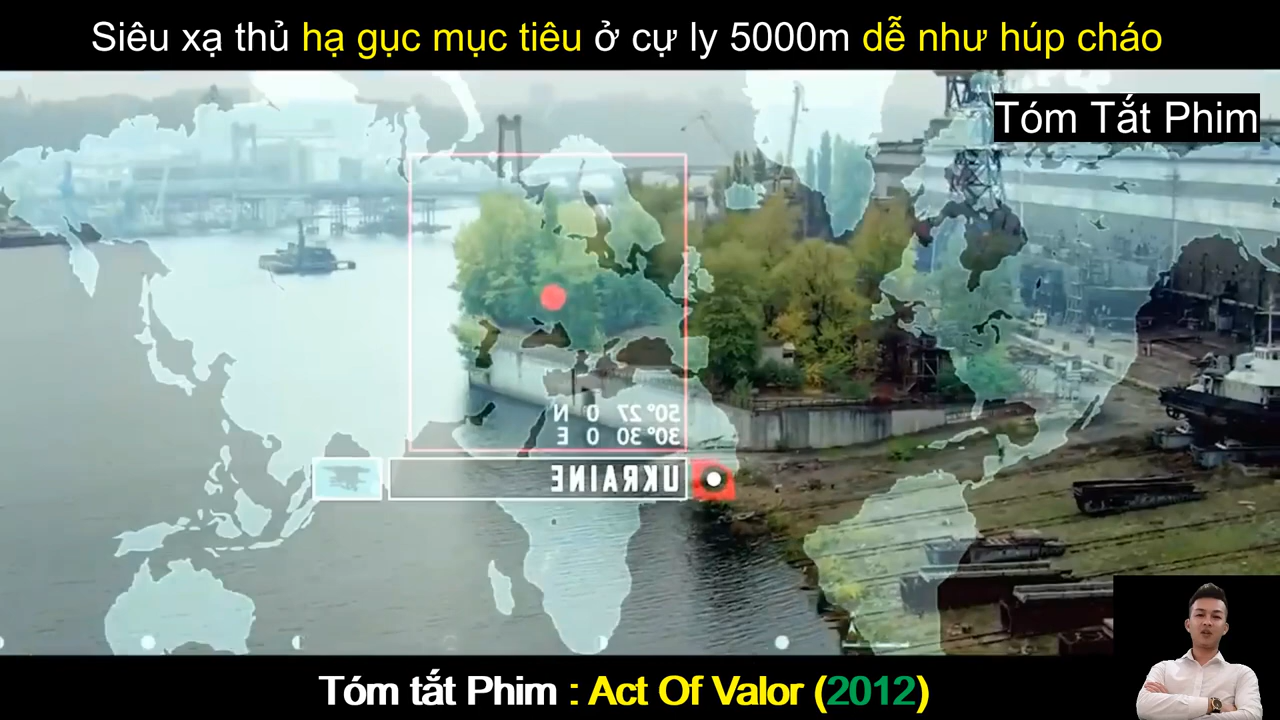 Siêu xạ thủ hạ gục mục tiêu ở cự ly 5000m dễ như húp cháo
Tóm Tắt Phim
50° 27 0 N
30° 30 0 E
UKRAINE
Tóm tắt Phim : Act Of Valor (2012)